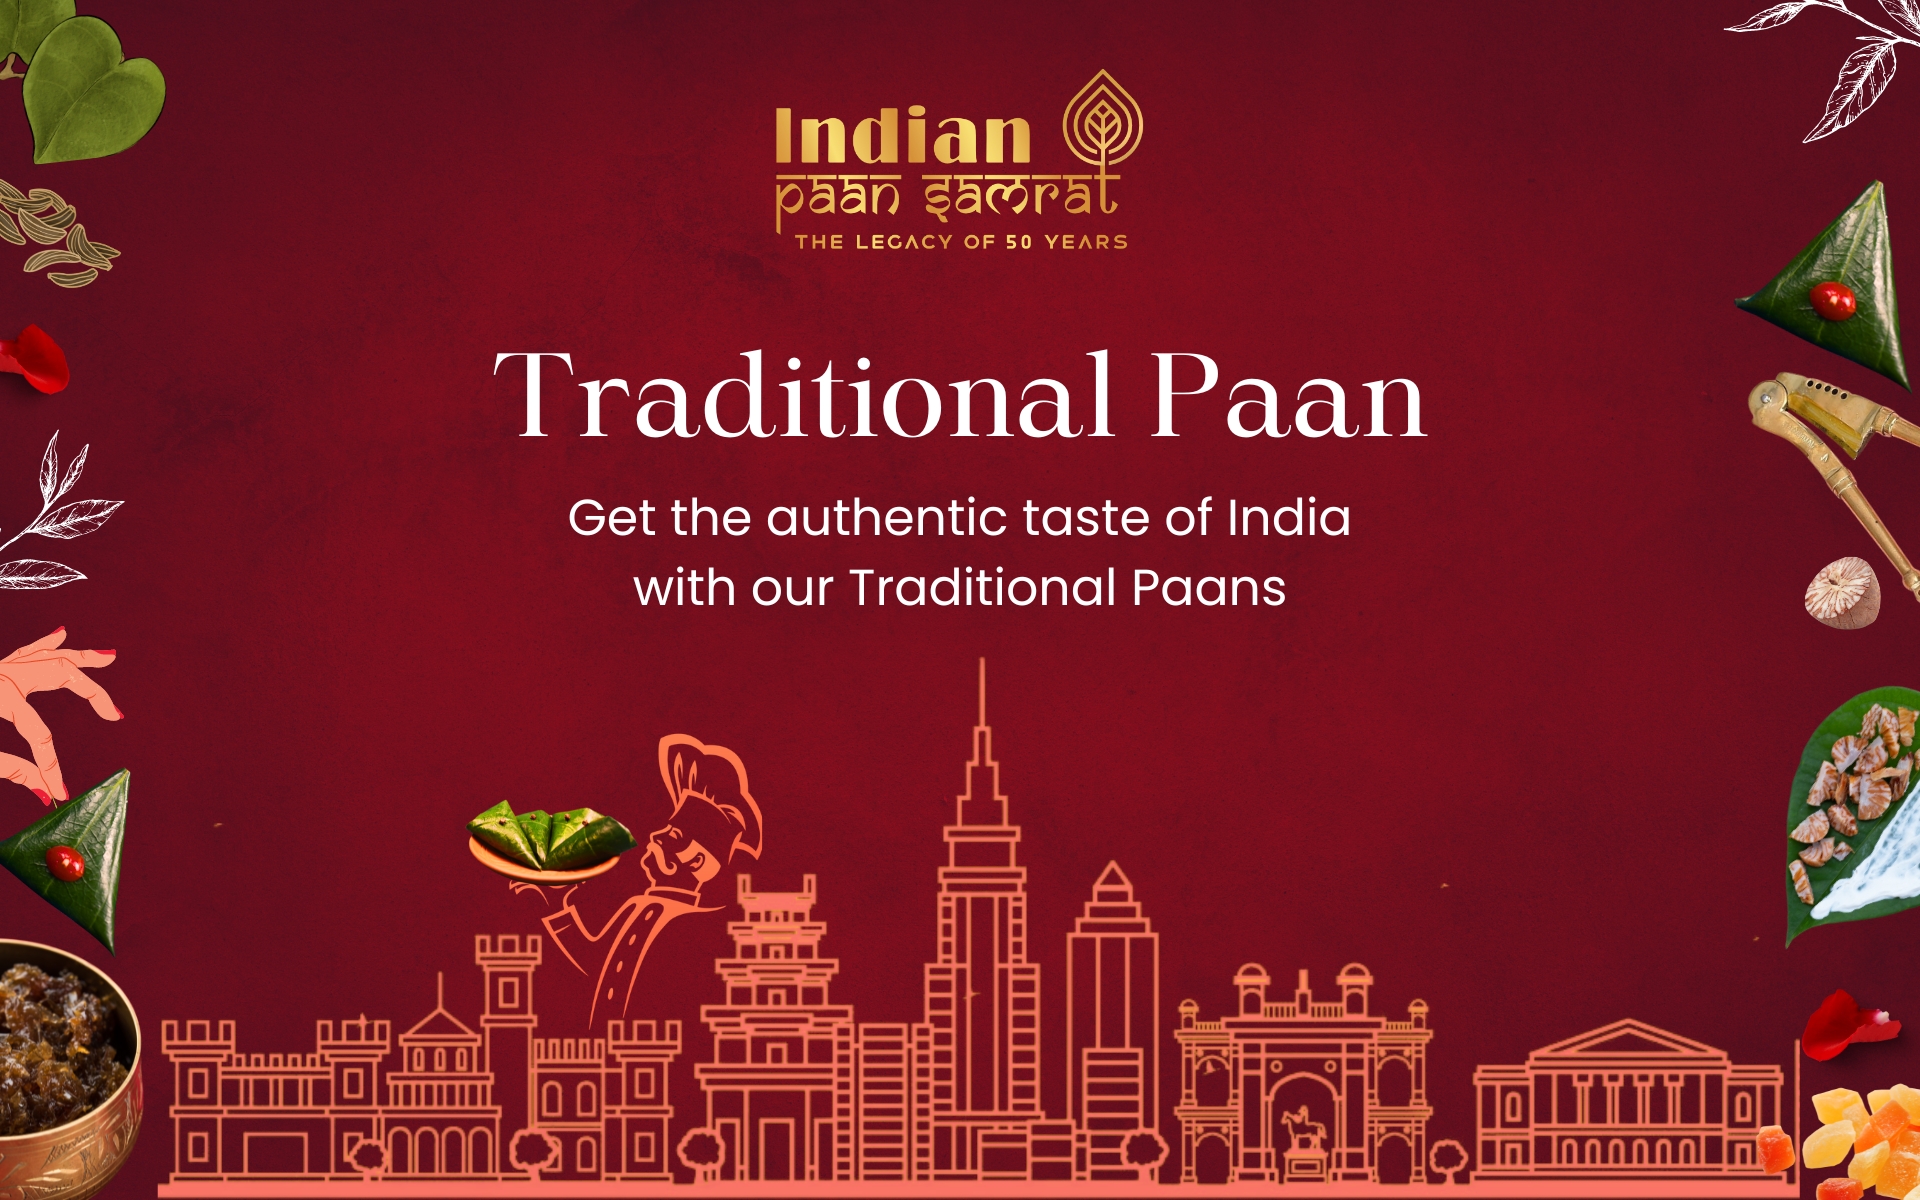 Indian
paan samrat
THE LEGACY OF 50 YEARS
Traditional Paan
Get the authentic taste of India
with our Traditional Paans